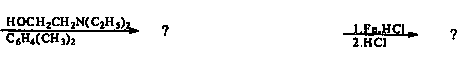 HOCH₂CH₂N(C₂H₅)₂
C₆H₄(CH₃)₂
?
1.Fe,HCl
2.HCl
?